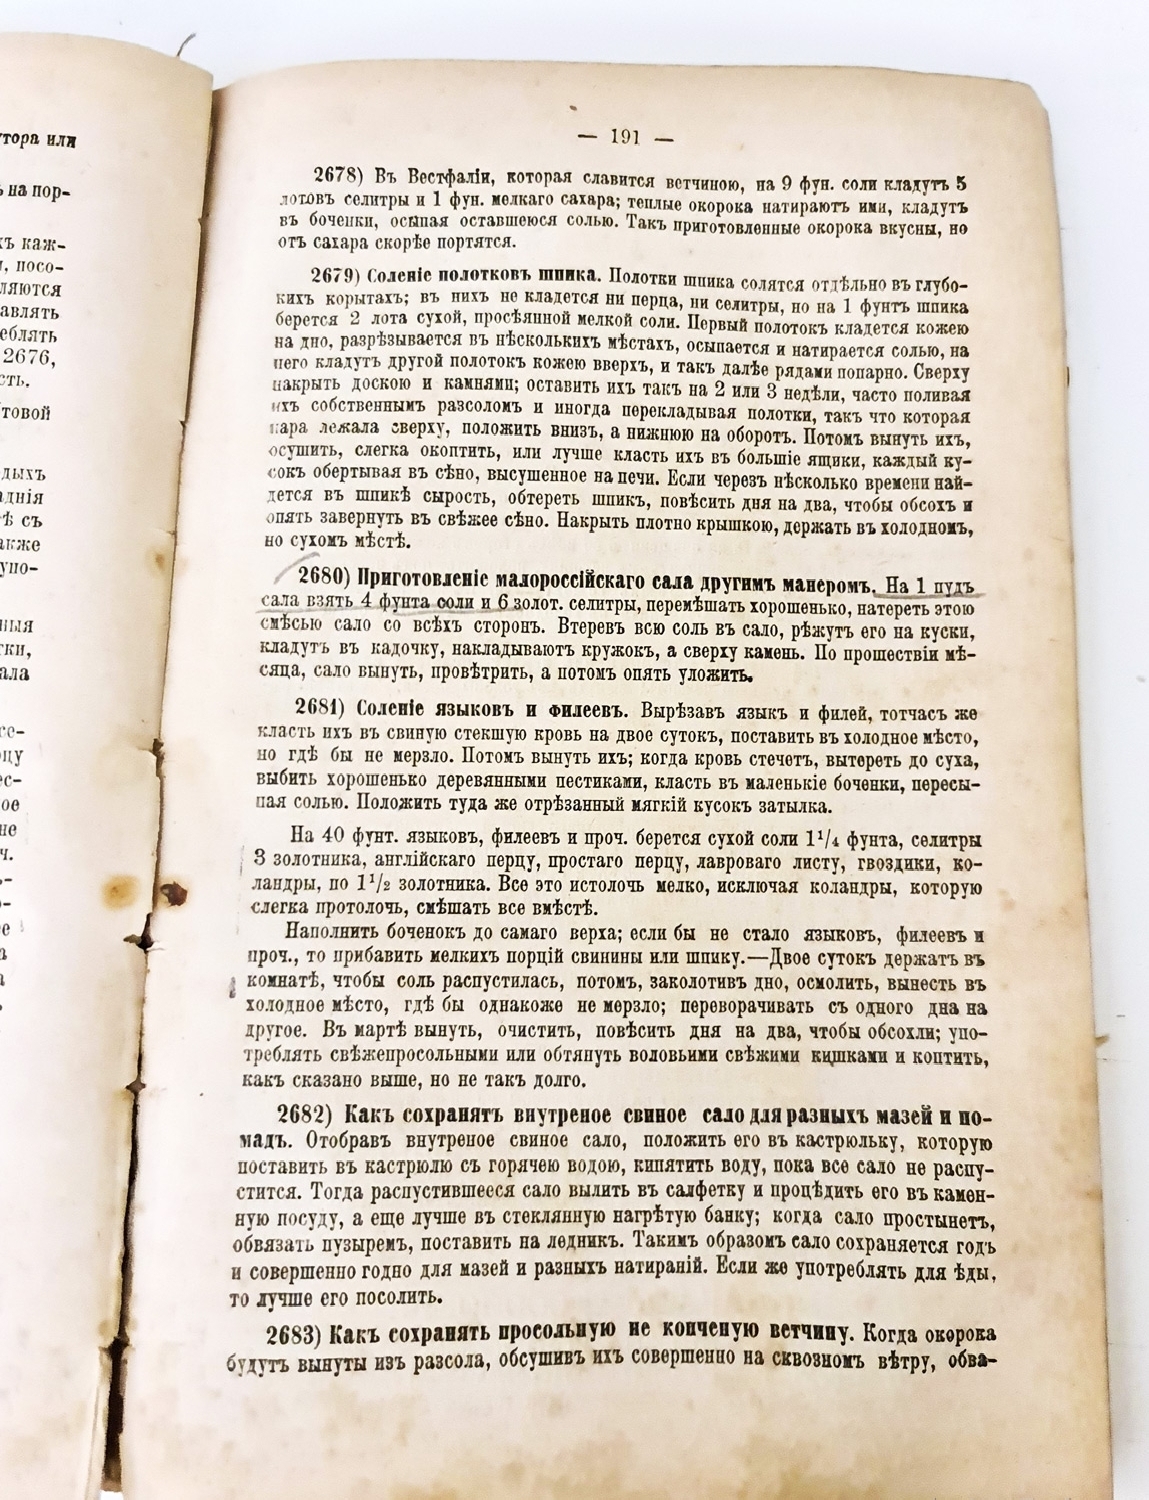 утора или
ъ на пор-
хъ каж-
, посо-
ляются
авлять
еблять
2676,
сть.
товой
дыхъ
аднія
ѣ съ
акже
упо-
ныя
ки,
ала
— 191 —
2678) Въ Вестфаліи, которая славится ветчиною, на 9 фун. соли кладутъ 5
лотовъ селитры и 1 фун. мелкаго сахара; теплые окорока натираютъ ими, кладутъ
въ боченки, осыпая оставшеюся солью. Такъ приготовленные окорока вкусны, но
отъ сахара скорѣе портятся.
2679) Соленіе полотковъ шпика. Полотки шпика солятся отдѣльно въ глубо-
кихъ корытахъ; въ нихъ не кладется ни перца, ни селитры, но на 1 фунтъ шпика
берется 2 лота сухой, просѣянной мелкой соли. Первый полотокъ кладется кожею
на дно, разрѣзывается въ нѣсколькихъ мѣстахъ, осыпается и натирается солью, на
него кладутъ другой полотокъ кожею вверхъ, и такъ далѣе рядами попарно. Сверху
накрыть доскою и камнями; оставить ихъ такъ на 2 или 3 недѣли, часто поливая
ихъ собственнымъ разсоломъ и иногда перекладывая полотки, такъ что которая
пара лежала сверху, положить внизъ, а нижнюю на оборотъ. Потомъ вынуть ихъ,
осушить, слегка окоптить, или лучше класть ихъ въ большіе ящики, каждый ку-
сокъ обертывая въ сѣно, высушенное на печи. Если черезъ нѣсколько времени най-
дется въ шпикѣ сырость, обтереть шпикъ, повѣсить дня на два, чтобы обсохъ и
опять завернуть въ свѣжее сѣно. Накрыть плотно крышкою, держать въ холодномъ,
но сухомъ мѣстѣ.
2680) Приготовленіе малороссійскаго сала другимъ манеромъ. На 1 пудъ
сала взять 4 фунта соли и 6 золот. селитры, перемѣшать хорошенько, натереть этою
смѣсью сало со всѣхъ сторонъ. Втеревъ всю соль въ сало, рѣжутъ его на куски,
кладутъ въ кадочку, накладываютъ кружокъ, а сверху камень. По прошествіи мѣ-
сяца, сало вынуть, провѣтрить, а потомъ опять уложить.
2681) Соленіе языковъ и филеевъ. Вырѣзавъ языкъ и филей, тотчасъ же
класть ихъ въ свиную стекшую кровь на двое сутокъ, поставить въ холодное мѣсто,
но гдѣ бы не мерзло. Потомъ вынуть ихъ; когда кровь стечетъ, вытереть до суха,
выбить хорошенько деревянными пестиками, класть въ маленькіе боченки, пересы-
пая солью. Положить туда же отрѣзанный мягкій кусокъ затылка.
На 40 фунт. языковъ, филеевъ и проч. берется сухой соли 1¹/₄ фунта, селитры
3 золотника, англійскаго перцу, простаго перцу, лавроваго листу, гвоздики, ко-
ландры, по 1¹/₂ золотника. Все это истолочь мелко, исключая коландры, которую
слегка протолочь, смѣшать все вмѣстѣ.
Наполнить боченокъ до самаго верха; если бы не стало языковъ, филеевъ и
проч., то прибавить мелкихъ порцій свинины или шпику.—Двое сутокъ держать въ
комнатѣ, чтобы соль распустилась, потомъ, заколотивъ дно, осмолить, вынесть въ
холодное мѣсто, гдѣ бы однакоже не мерзло; переворачивать съ одного дна на
другое. Въ мартѣ вынуть, очистить, повѣсить дня на два, чтобы обсохли; упо-
треблять свѣжепросольными или обтянуть воловьими свѣжими кишками и коптить,
какъ сказано выше, но не такъ долго.
2682) Какъ сохранять внутреное свиное сало для разныхъ мазей и по-
мадъ. Отобравъ внутреное свиное сало, положить его въ кастрюльку, которую
поставить въ кастрюлю съ горячею водою, кипятить воду, пока все сало не распу-
стится. Тогда распустившееся сало вылить въ салфетку и процѣдить его въ камен-
ную посуду, а еще лучше въ стеклянную нагрѣтую банку; когда сало простынетъ,
обвязать пузыремъ, поставить на ледникъ. Такимъ образомъ сало сохраняется годъ
и совершенно годно для мазей и разныхъ натираній. Если же употреблять для ѣды,
то лучше его посолить.
2683) Какъ сохранять просольную не копченую ветчину. Когда окорока
будутъ вынуты изъ разсола, обсушивъ ихъ совершенно на сквозномъ вѣтру, обва-